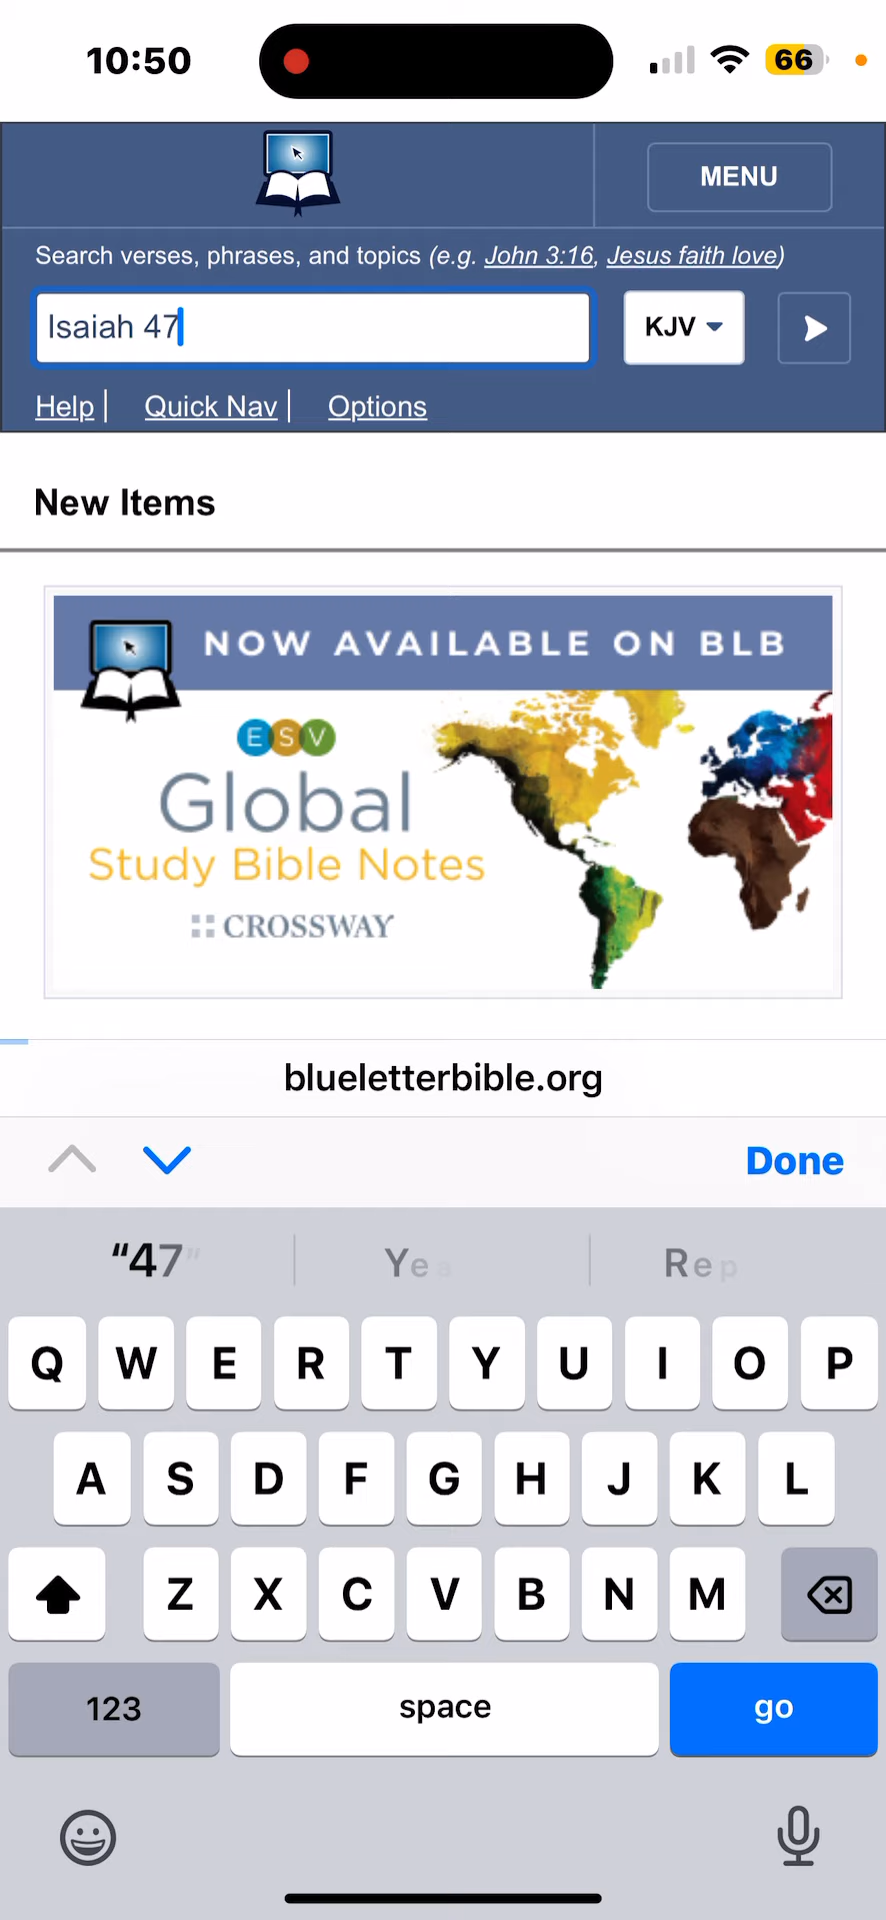 10:50
66
MENU
Search verses, phrases, and topics (e.g. John 3:16, Jesus faith love)
Isaiah 47
KJV
Help | Quick Nav | Options
New Items
NOW AVAILABLE ON BLB
ESV
Global
Study Bible Notes
CROSSWAY
blueletterbible.org
Done
“47” Yea Rep
Q W E R T Y U I O P
A S D F G H J K L
Z X C V B N M
123 space go